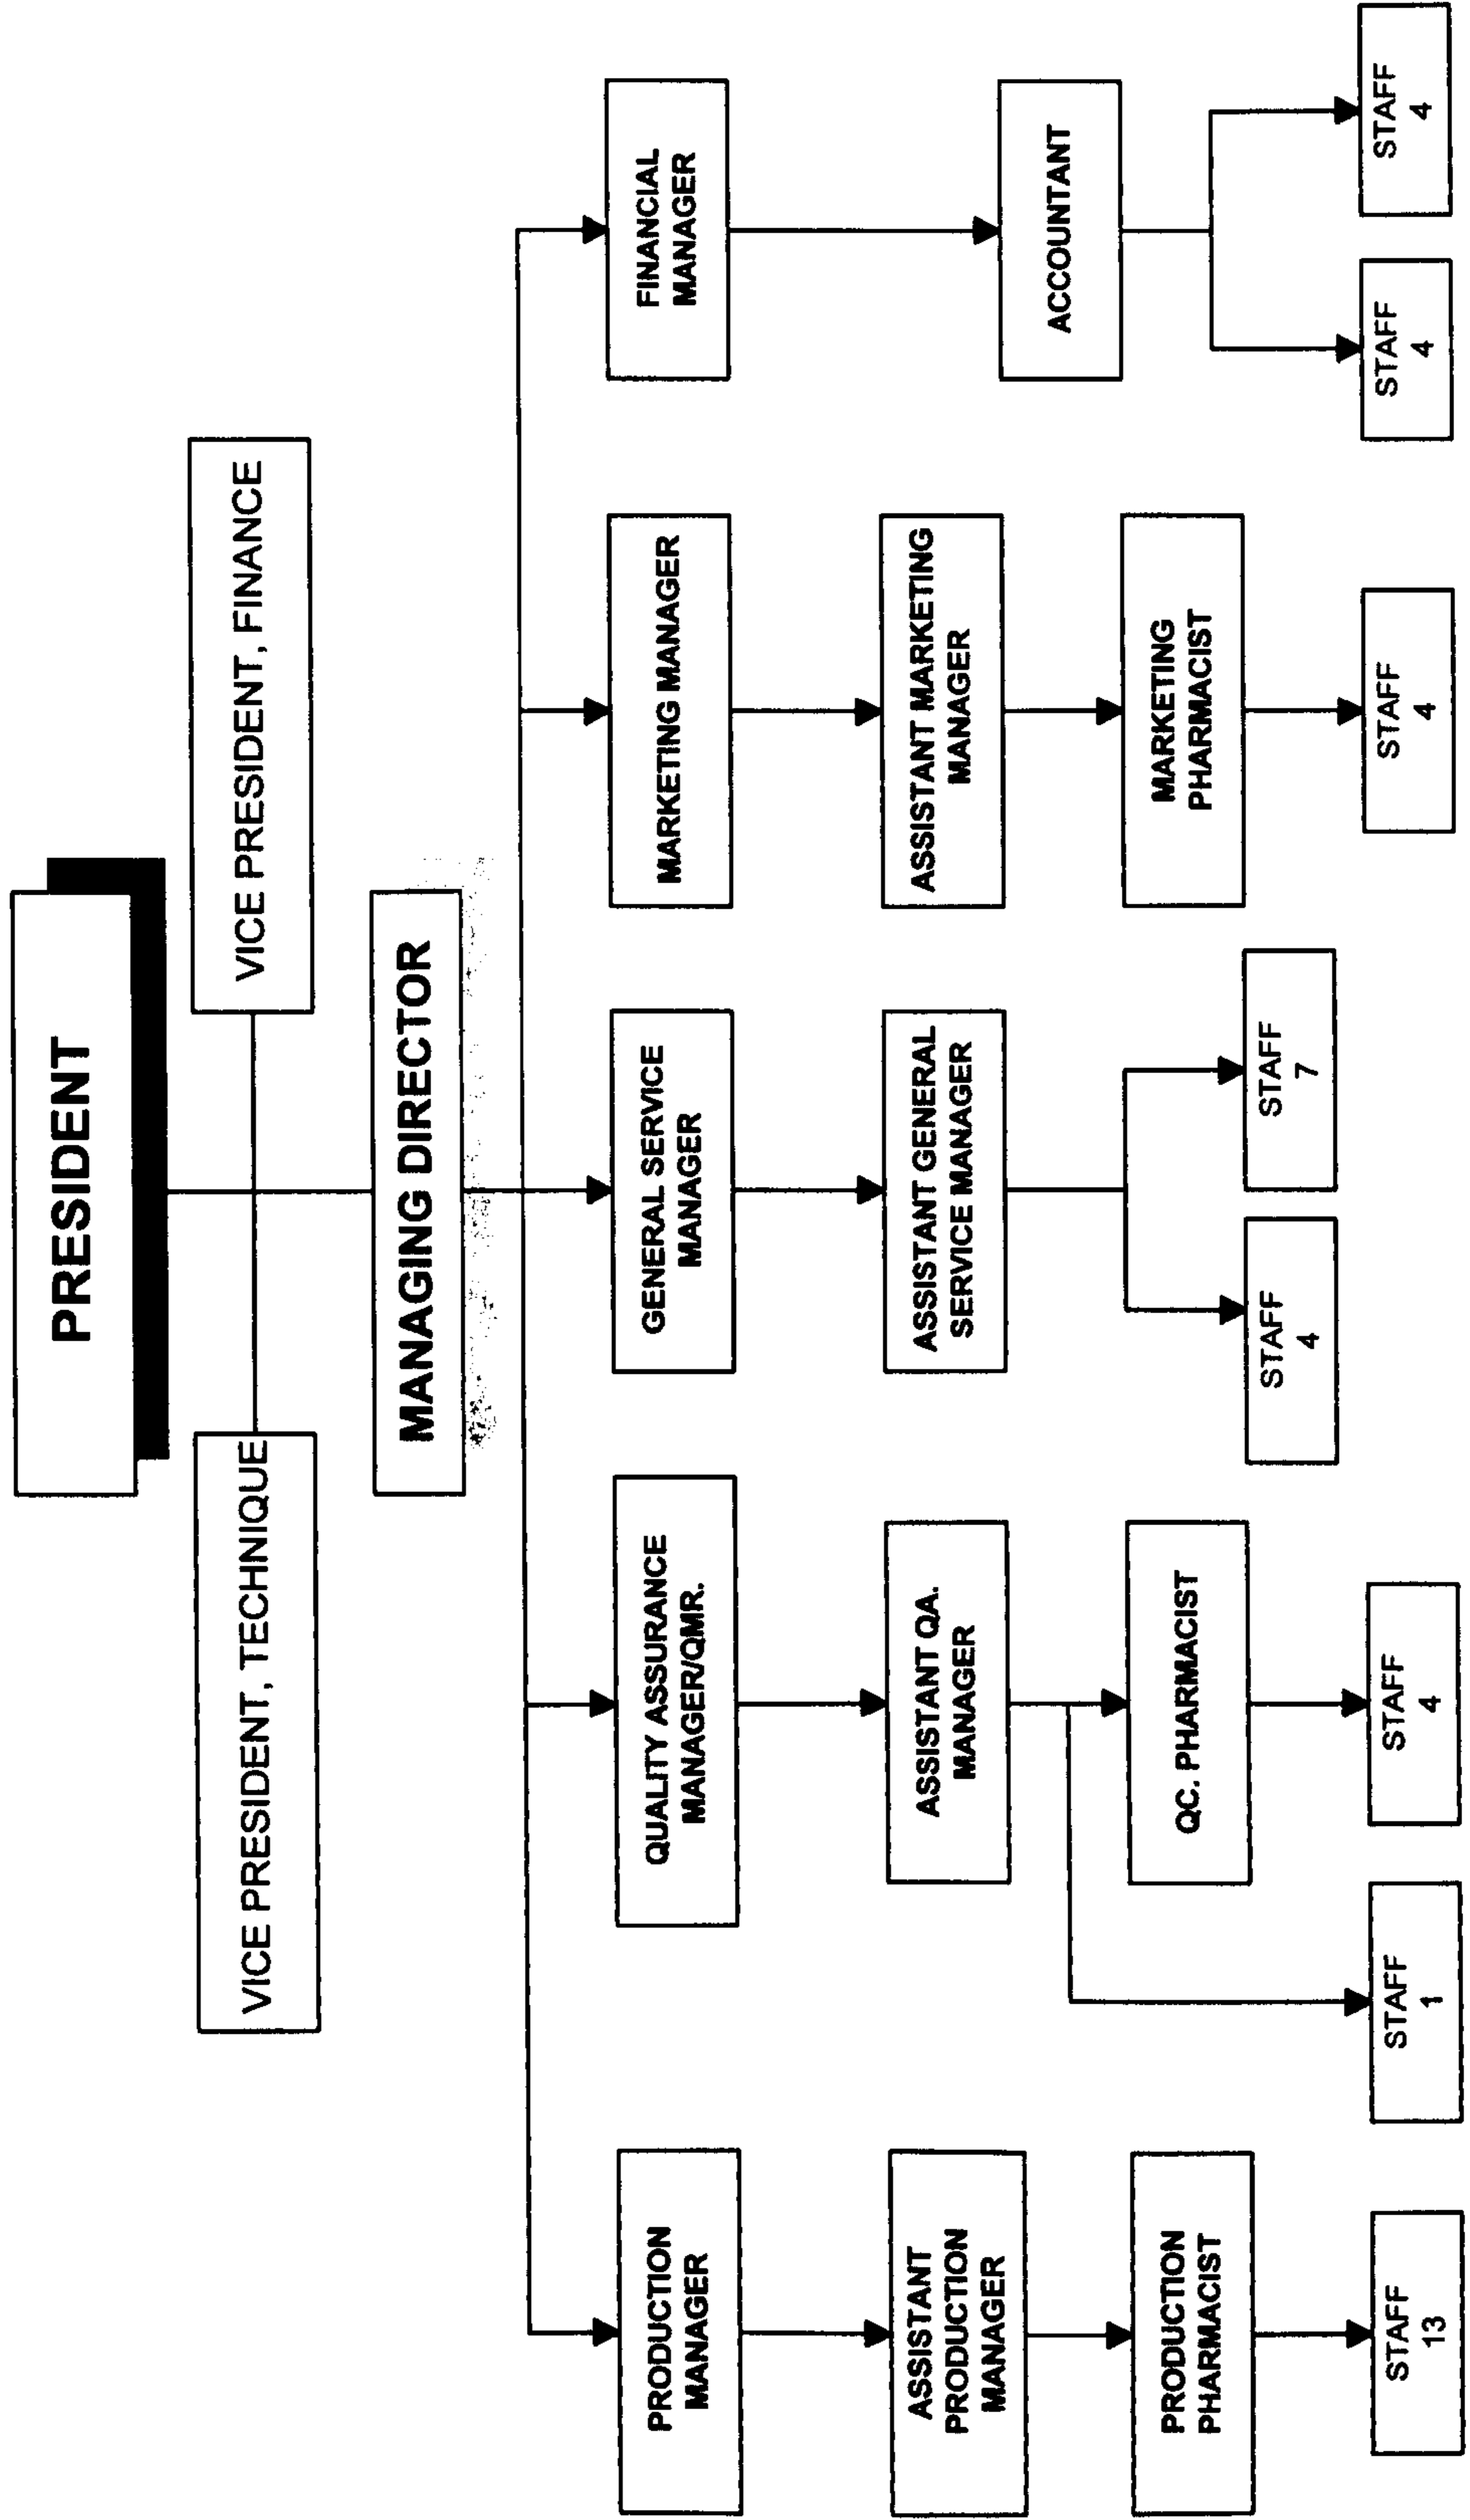 PRESIDENT
VICE PRESIDENT, TECHNIQUE
VICE PRESIDENT, FINANCE
MANAGING DIRECTOR
PRODUCTION
MANAGER
QUALITY ASSURANCE
MANAGER/QMR.
GENERAL SERVICE
MANAGER
MARKETING MANAGER
FINANCIAL
MANAGER
ASSISTANT
PRODUCTION
MANAGER
ASSISTANT QA.
MANAGER
ASSISTANT GENERAL
SERVICE MANAGER
ASSISTANT MARKETING
MANAGER
ACCOUNTANT
PRODUCTION
PHARMACIST
QC. PHARMACIST
MARKETING
PHARMACIST
STAFF
4
STAFF
7
STAFF
13
STAFF
1
STAFF
4
STAFF
4
STAFF
4
STAFF
4